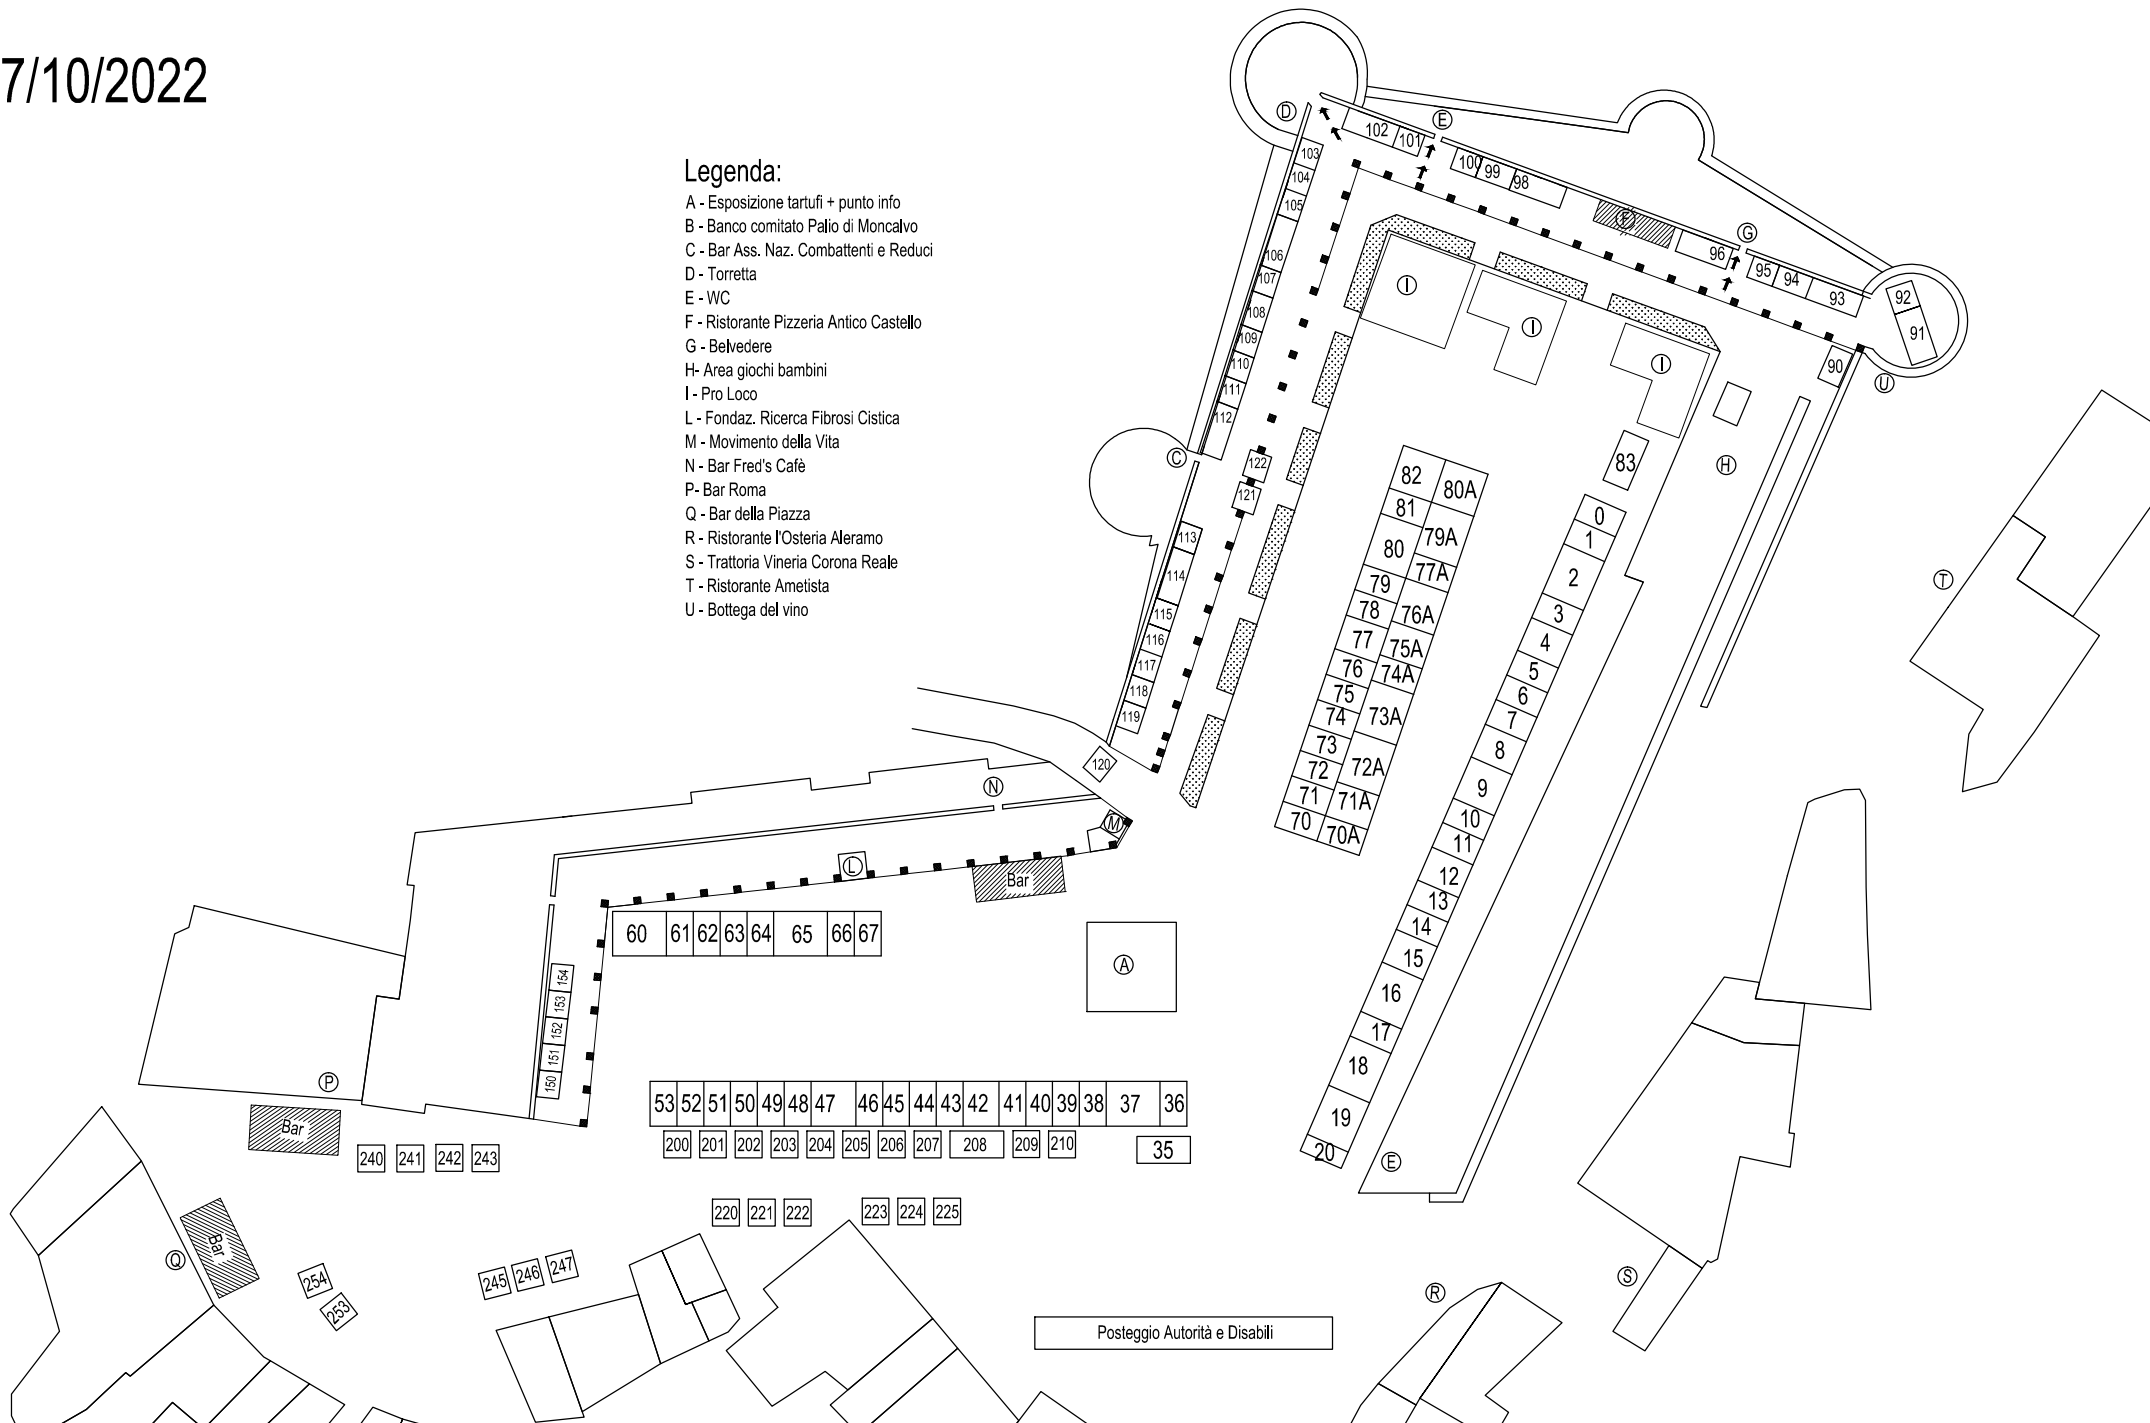 7/10/2022
Legenda:
A - Esposizione tartufi + punto info
B - Banco comitato Palio di Moncalvo
C - Bar Ass. Naz. Combattenti e Reduci
D - Torretta
E - WC
F - Ristorante Pizzeria Antico Castello
G - Belvedere
H- Area giochi bambini
I - Pro Loco
L - Fondaz. Ricerca Fibrosi Cistica
M - Movimento della Vita
N - Bar Fred's Cafè
P- Bar Roma
Q - Bar della Piazza
R - Ristorante l'Osteria Aleramo
S - Trattoria Vineria Corona Reale
T - Ristorante Ametista
U - Bottega del vino
D
E
102
101
100
99
98
F
96
G
95
94
93
92
91
90
U
103
104
105
106
107
108
109
110
111
112
C
122
121
113
114
115
116
117
118
119
120
I
I
I
H
T
83
82
81
80
79
78
77
76
75
74
73
72
71
70
80A
79A
77A
76A
75A
74A
73A
72A
71A
70A
0
1
2
3
4
5
6
7
8
9
10
11
12
13
14
15
16
17
18
19
20
E
N
M
L
Bar
60
61
62
63
64
65
66
67
A
154
153
152
151
150
P
Bar
240
241
242
243
53
52
51
50
49
48
47
46
45
44
43
42
41
40
39
38
37
36
200
201
202
203
204
205
206
207
208
209
210
35
220
221
222
223
224
225
Q
Bar
254
253
245
246
247
Posteggio Autorità e Disabili
R
S